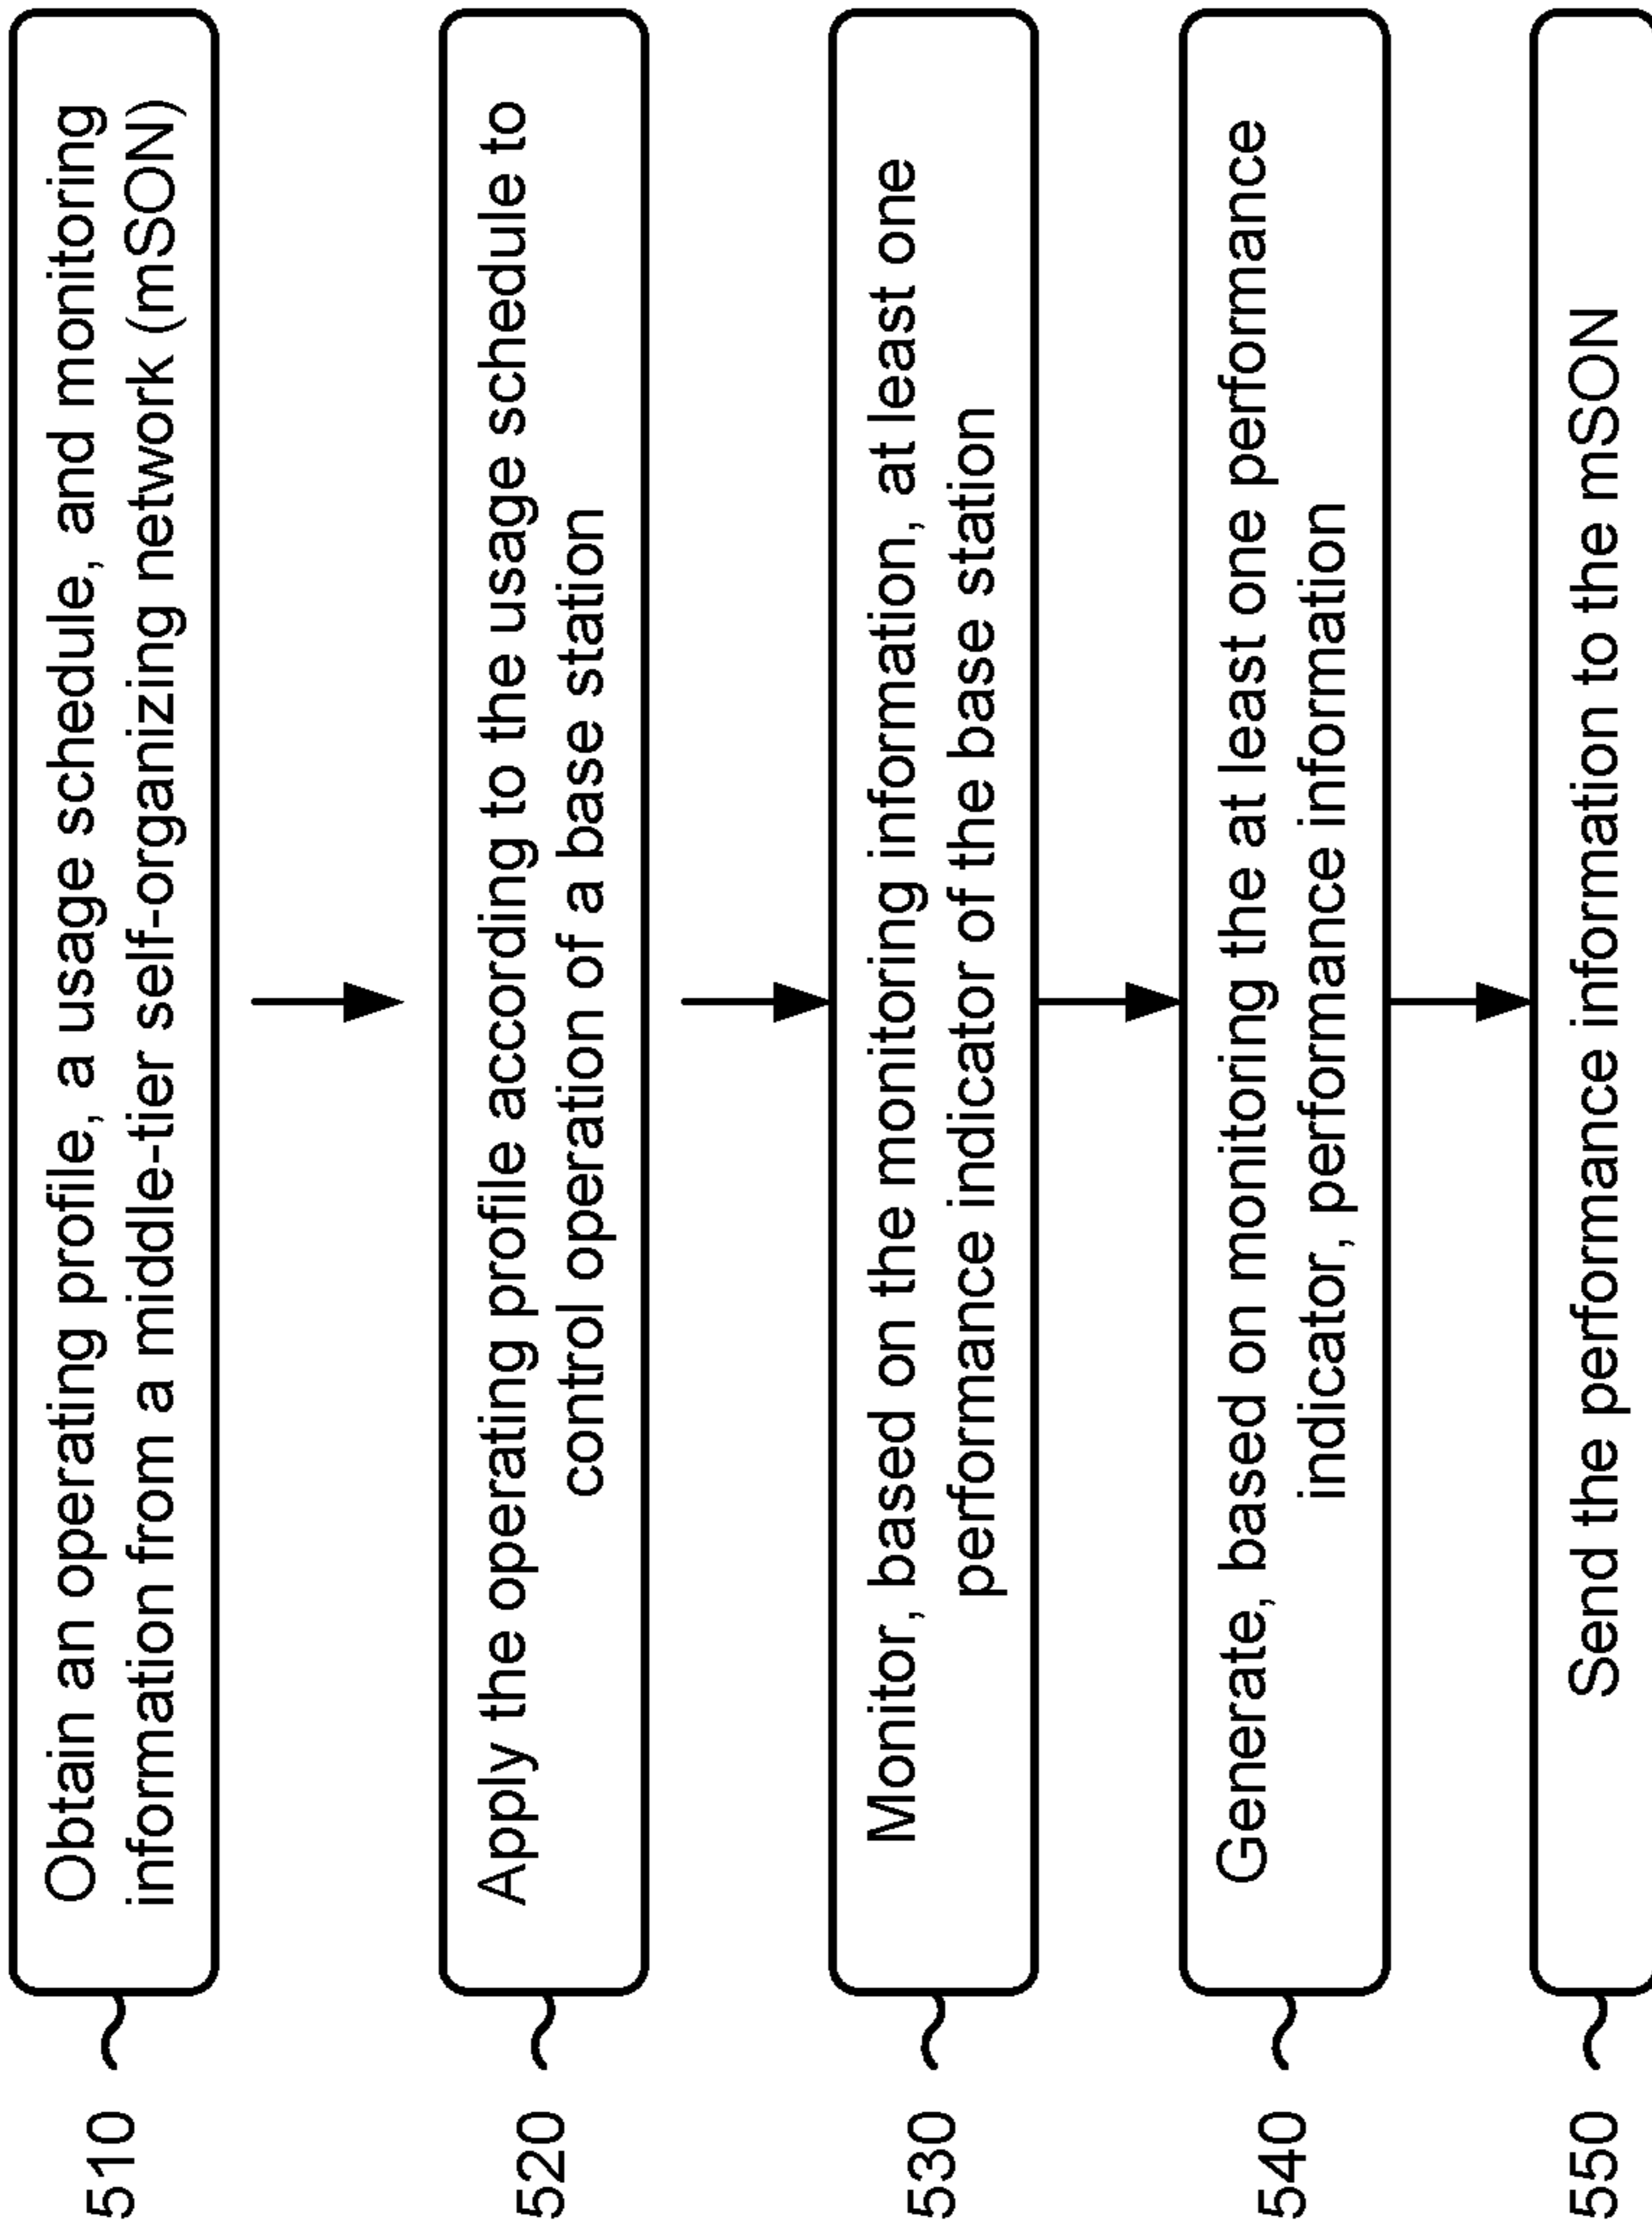 510
Obtain an operating profile, a usage schedule, and monitoring
information from a middle-tier self-organizing network (mSON)
520
Apply the operating profile according to the usage schedule to
control operation of a base station
530
Monitor, based on the monitoring information, at least one
performance indicator of the base station
540
Generate, based on monitoring the at least one performance
indicator, performance information
550
Send the performance information to the mSON